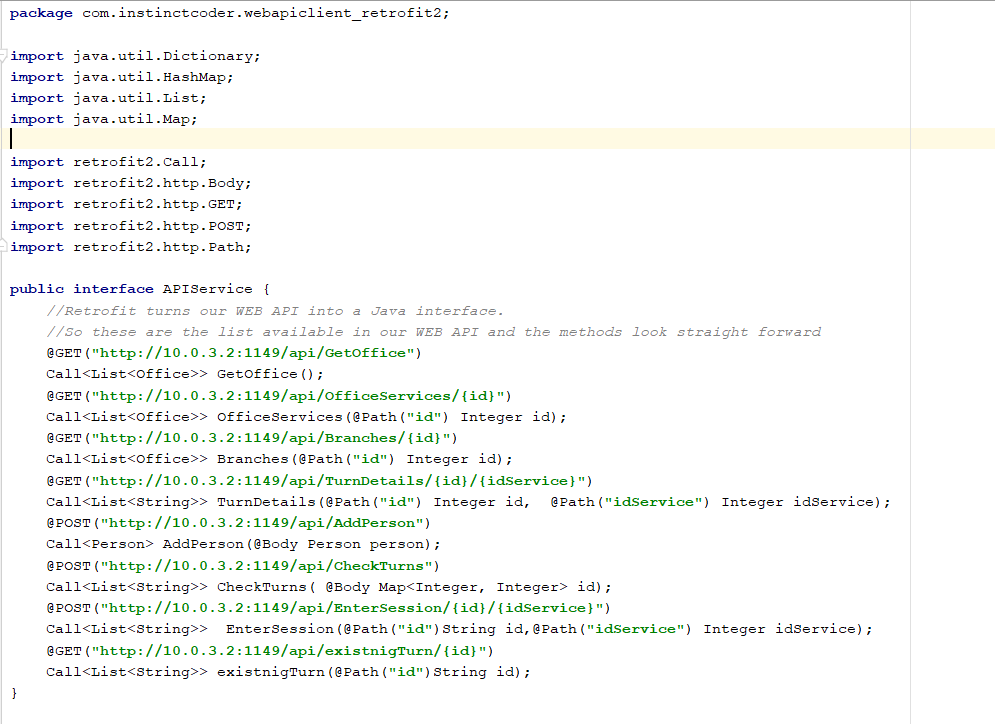 package com.instinctcoder.webapiclient_retrofit2;
import java.util.Dictionary;
import java.util.HashMap;
import java.util.List;
import java.util.Map;
import retrofit2.Call;
import retrofit2.http.Body;
import retrofit2.http.GET;
import retrofit2.http.POST;
import retrofit2.http.Path;
public interface APIService {
//Retrofit turns our WEB API into a Java interface.
//So these are the list available in our WEB API and the methods look straight forward
@GET("http://10.0.3.2:1149/api/GetOffice")
Call<List<Office>> GetOffice();
@GET("http://10.0.3.2:1149/api/OfficeServices/{id}")
Call<List<Office>> OfficeServices(@Path("id") Integer id);
@GET("http://10.0.3.2:1149/api/Branches/{id}")
Call<List<Office>> Branches(@Path("id") Integer id);
@GET("http://10.0.3.2:1149/api/TurnDetails/{id}/{idService}")
Call<List<String>> TurnDetails(@Path("id") Integer id,  @Path("idService") Integer idService);
@POST("http://10.0.3.2:1149/api/AddPerson")
Call<Person> AddPerson(@Body Person person);
@POST("http://10.0.3.2:1149/api/CheckTurns")
Call<List<String>> CheckTurns( @Body Map<Integer, Integer> id);
@POST("http://10.0.3.2:1149/api/EnterSession/{id}/{idService}")
Call<List<String>>  EnterSession(@Path("id")String id,@Path("idService") Integer idService);
@GET("http://10.0.3.2:1149/api/existnigTurn/{id}")
Call<List<String>> existnigTurn(@Path("id")String id);
}